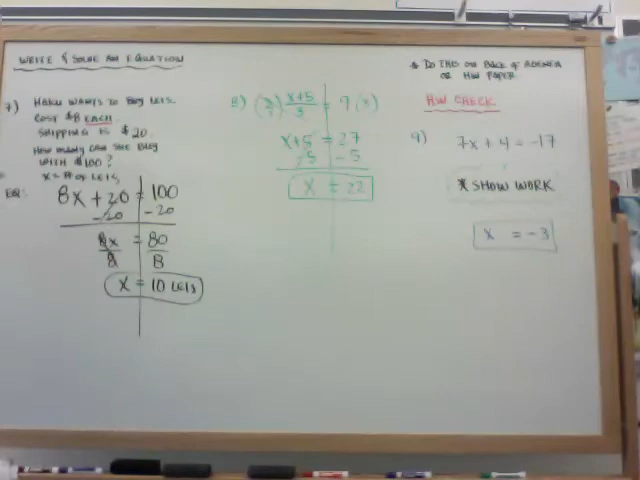 WRITE & SOLVE AN EQUATION
7) HAKU WANTS TO BUY LEIS.
COST $8 EACH.
SHIPPING IS $20.
HOW MANY CAN SHE BUY
WITH $100?
X = # OF LEIS
EQ: 8X + 20 = 100
-20 -20
8X = 80
8 8
X = 10 LEIS
8) (3/1) X+5/3 = 9 (3)
X+5 = 27
-5 -5
X = 22
* DO THIS ON BACK OF AGENDA
OR HW PAPER
HW CHECK
9) 7X + 4 = -17
* SHOW WORK
X = -3